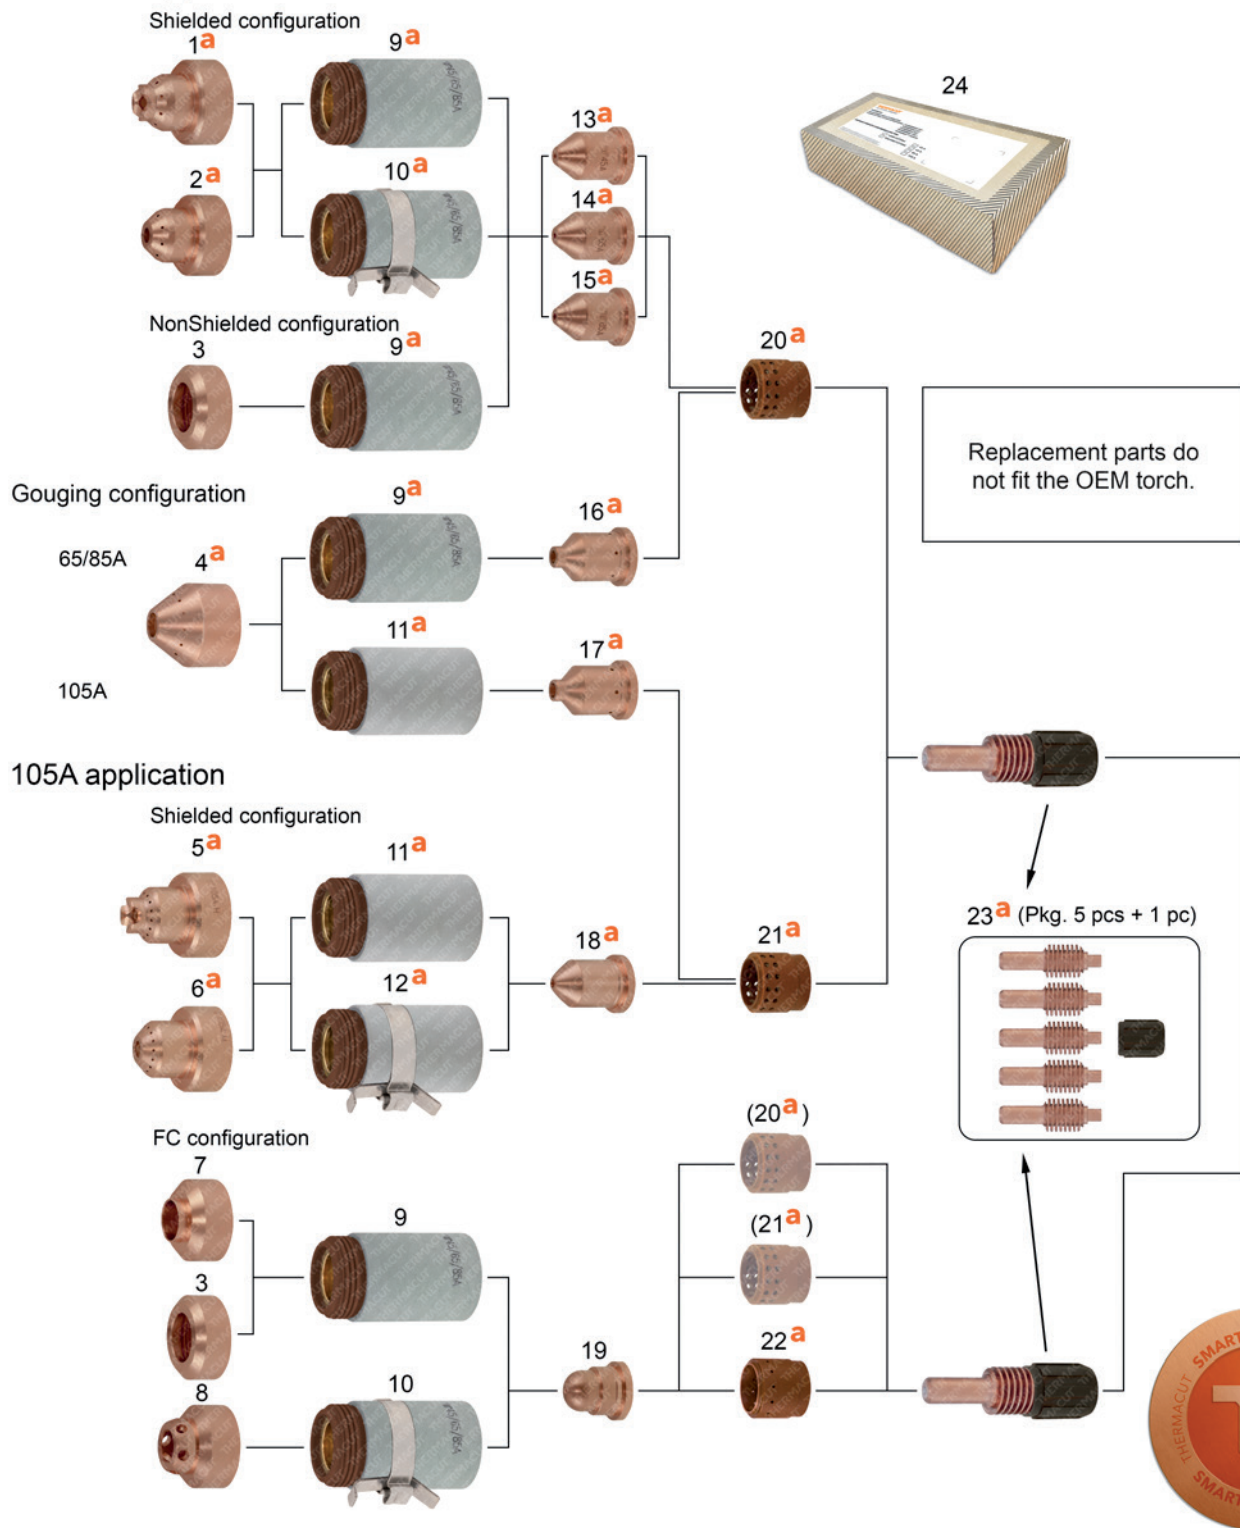 Shielded configuration
1a
9a
24
13a
2a
10a
14a
15a
NonShielded configuration
3
9a
20a
Replacement parts do
not fit the OEM torch.
Gouging configuration
9a
16a
65/85A
4a
11a
17a
105A
105A application
Shielded configuration
5a
11a
23a (Pkg. 5 pcs + 1 pc)
18a
21a
6a
12a
(20a)
FC configuration
7
9
(21a)
3
19
22a
8
10
THERMACUT
SMART